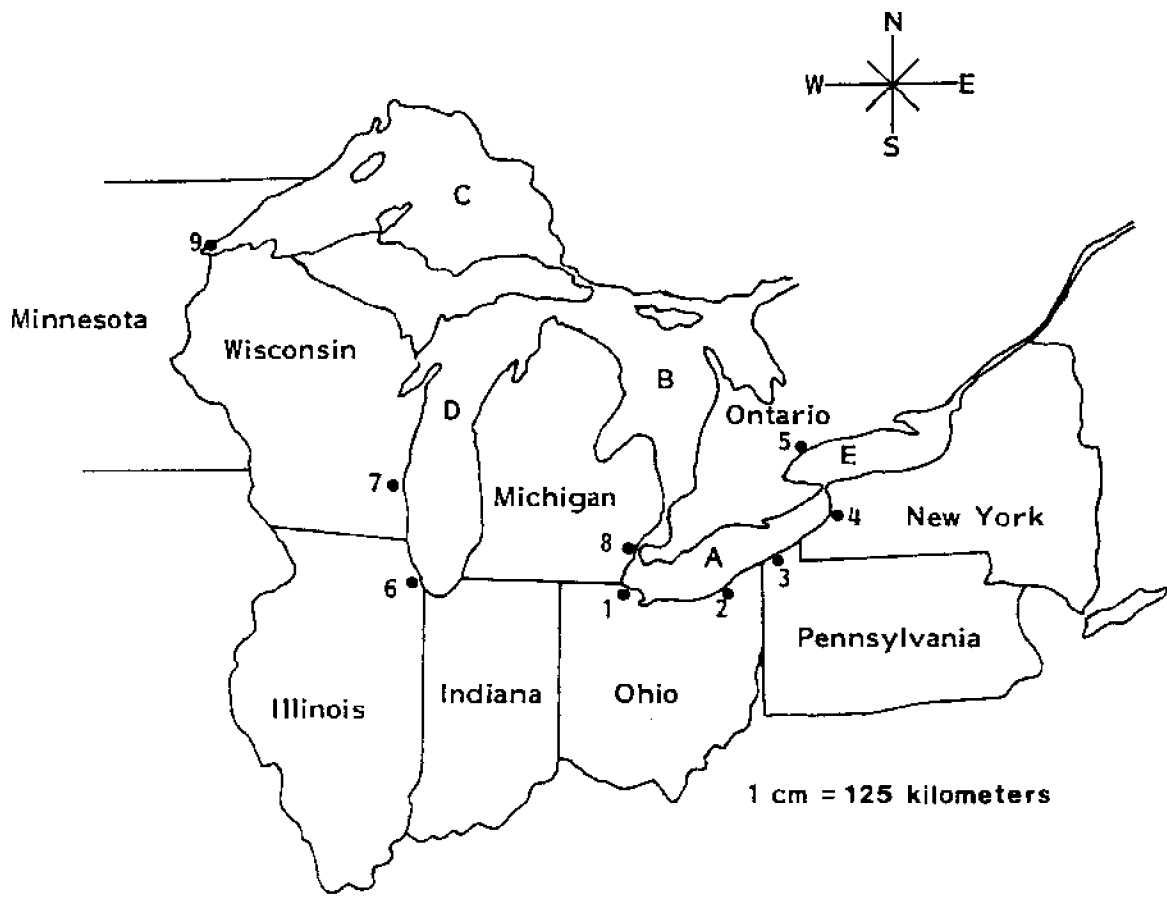 N
W E
S
C
9
Minnesota
Wisconsin
B
D
Ontario
5
E
7
Michigan
4
New York
8
A
3
6
1
2
Pennsylvania
Indiana
Ohio
Illinois
1 cm = 125 kilometers